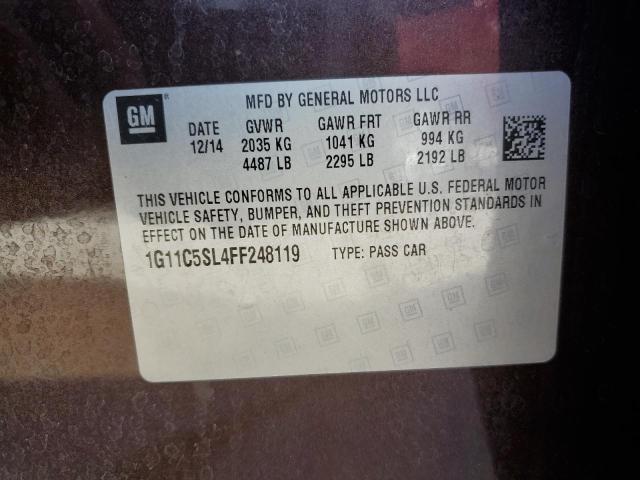 GM ® MFD BY GENERAL MOTORS LLC
DATE GVWR GAWR FRT GAWR RR
12/14 2035 KG 1041 KG 994 KG
4487 LB 2295 LB 2192 LB
THIS VEHICLE CONFORMS TO ALL APPLICABLE U.S. FEDERAL MOTOR
VEHICLE SAFETY, BUMPER, AND THEFT PREVENTION STANDARDS IN
EFFECT ON THE DATE OF MANUFACTURE SHOWN ABOVE.
1G11C5SL4FF248119 TYPE: PASS CAR